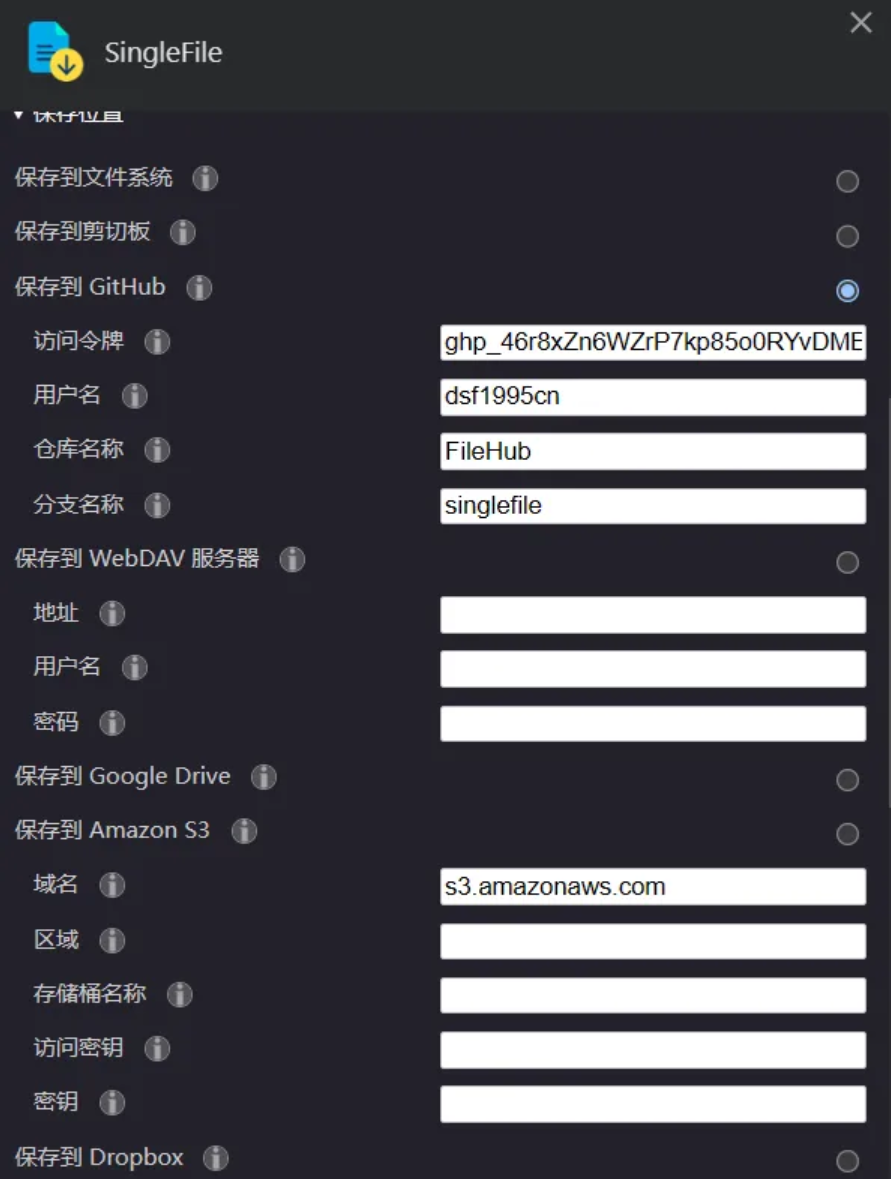 SingleFile
保存位置
保存到文件系统
保存到剪切板
保存到 GitHub
访问令牌 ghp_46r8xZn6WZrP7kp85o0RYvDME
用户名 dsf1995cn
仓库名称 FileHub
分支名称 singlefile
保存到 WebDAV 服务器
地址
用户名
密码
保存到 Google Drive
保存到 Amazon S3
域名 s3.amazonaws.com
区域
存储桶名称
访问密钥
密钥
保存到 Dropbox